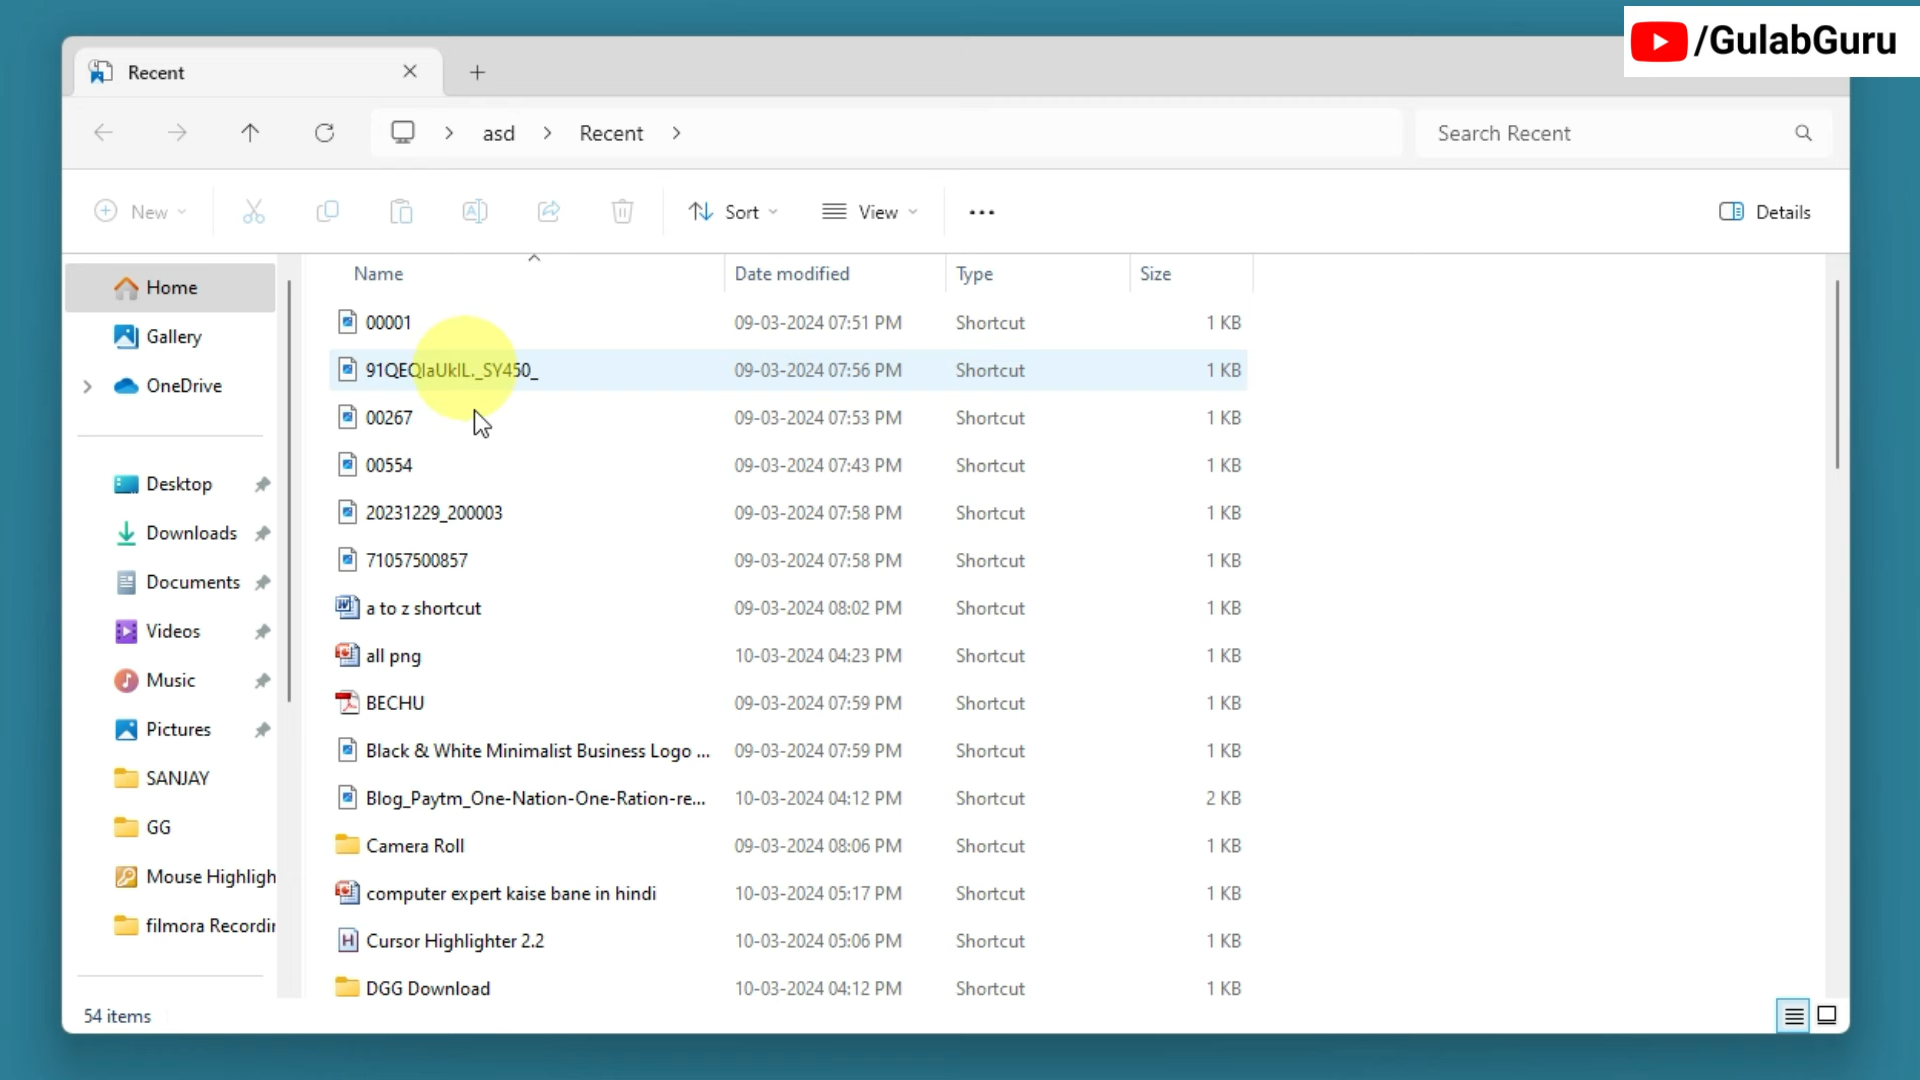 /GulabGuru
Recent
asd > Recent >
Search Recent
New
Sort
View
Details
Name Date modified Type Size
Home
Gallery
OneDrive
Desktop
Downloads
Documents
Videos
Music
Pictures
SANJAY
GG
Mouse Highligh
filmora Recordin
00001 09-03-2024 07:51 PM Shortcut 1 KB
91QEQIaUkIL._SY450_ 09-03-2024 07:56 PM Shortcut 1 KB
00267 09-03-2024 07:53 PM Shortcut 1 KB
00554 09-03-2024 07:43 PM Shortcut 1 KB
20231229_200003 09-03-2024 07:58 PM Shortcut 1 KB
71057500857 09-03-2024 07:58 PM Shortcut 1 KB
a to z shortcut 09-03-2024 08:02 PM Shortcut 1 KB
all png 10-03-2024 04:23 PM Shortcut 1 KB
BECHU 09-03-2024 07:59 PM Shortcut 1 KB
Black & White Minimalist Business Logo ... 09-03-2024 07:59 PM Shortcut 1 KB
Blog_Paytm_One-Nation-One-Ration-re... 10-03-2024 04:12 PM Shortcut 2 KB
Camera Roll 09-03-2024 08:06 PM Shortcut 1 KB
computer expert kaise bane in hindi 10-03-2024 05:17 PM Shortcut 1 KB
Cursor Highlighter 2.2 10-03-2024 05:06 PM Shortcut 1 KB
DGG Download 10-03-2024 04:12 PM Shortcut 1 KB
54 items